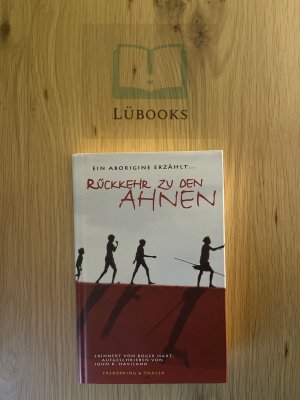 LÜBOOKS
EIN ABORIGINE ERZÄHLT...
RÜCKKEHR ZU DEN
AHNEN
ERINNERT VON ROGER HART,
AUFGESCHRIEBEN VON
JOHN B. HAVILAND
FREDERKING & THALER